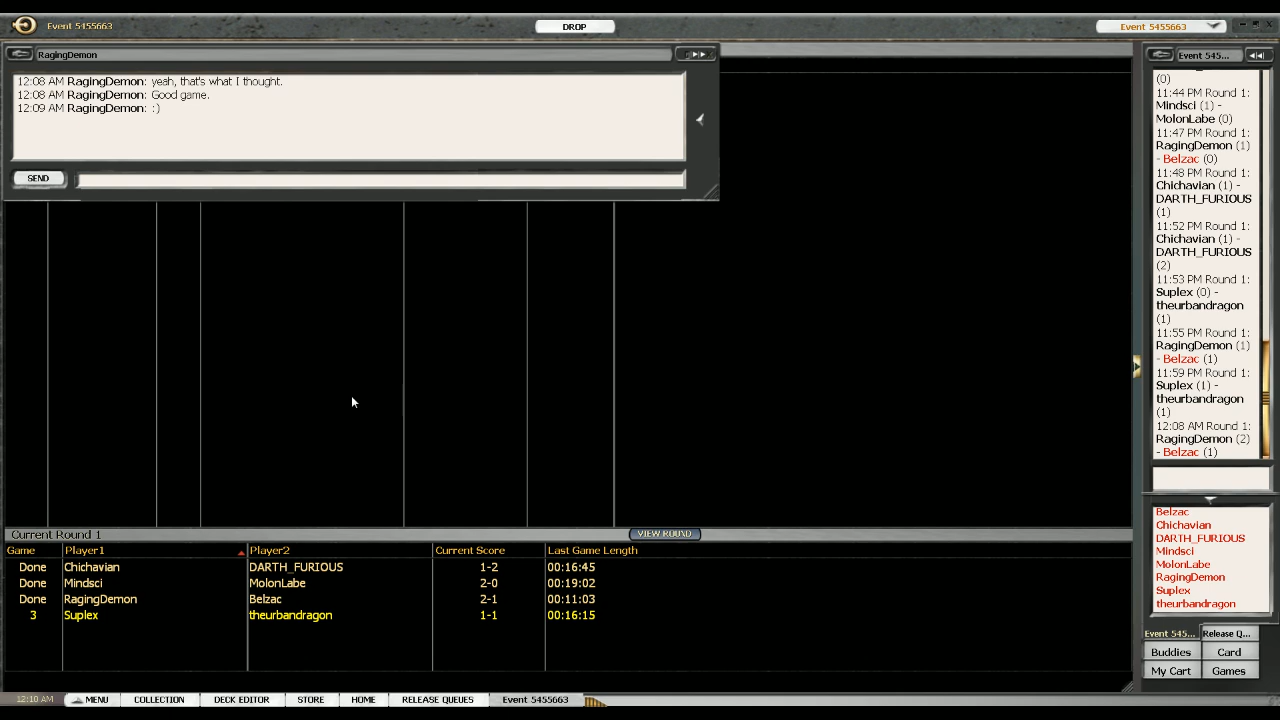 Event 5455663
DROP
Event 5455663
RagingDemon
12:08 AM RagingDemon: yeah, that's what I thought.
12:08 AM RagingDemon: Good game.
12:09 AM RagingDemon: :)
SEND
Event 545...
(0)
11:44 PM Round 1:
Mindsci (1) -
MolonLabe (0)
11:47 PM Round 1:
RagingDemon (1)
- Belzac (0)
11:48 PM Round 1:
Chichavian (1) -
DARTH_FURIOUS
(1)
11:52 PM Round 1:
Chichavian (1) -
DARTH_FURIOUS
(2)
11:53 PM Round 1:
Suplex (0) -
theurbandragon
(1)
11:55 PM Round 1:
RagingDemon (1)
- Belzac (1)
11:59 PM Round 1:
Suplex (1) -
theurbandragon
(1)
12:08 AM Round 1:
RagingDemon (2)
- Belzac (1)
Belzac
Chichavian
DARTH_FURIOUS
Mindsci
MolonLabe
RagingDemon
Suplex
theurbandragon
Current Round 1
VIEW ROUND
Game Player1 Player2 Current Score Last Game Length
Done Chichavian DARTH_FURIOUS 1-2 00:16:45
Done Mindsci MolonLabe 2-0 00:19:02
Done RagingDemon Belzac 2-1 00:11:03
3 Suplex theurbandragon 1-1 00:16:15
Event 545... Release Q...
Buddies Card
My Cart Games
12:10 AM MENU COLLECTION DECK EDITOR STORE HOME RELEASE QUEUES Event 5455663